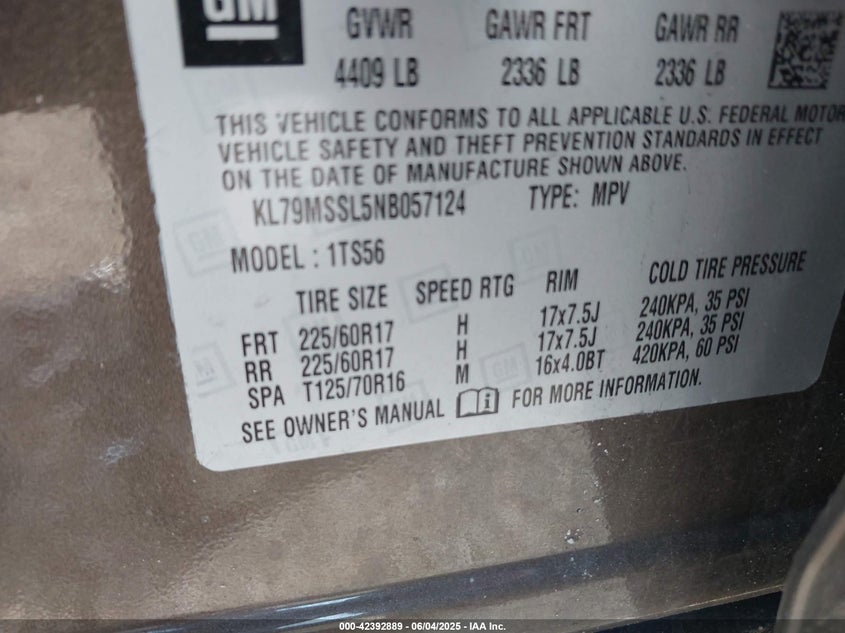 GM
GVWR GAWR FRT GAWR RR
4409 LB 2336 LB 2336 LB
THIS VEHICLE CONFORMS TO ALL APPLICABLE U.S. FEDERAL MOTOR
VEHICLE SAFETY AND THEFT PREVENTION STANDARDS IN EFFECT
ON THE DATE OF MANUFACTURE SHOWN ABOVE.
KL79MSSL5NB057124 TYPE: MPV
MODEL : 1TS56
TIRE SIZE SPEED RTG RIM COLD TIRE PRESSURE
FRT 225/60R17 H 17x7.5J 240KPA, 35 PSI
RR 225/60R17 H 17x7.5J 240KPA, 35 PSI
SPA T125/70R16 M 16x4.0BT 420KPA, 60 PSI
SEE OWNER'S MANUAL i FOR MORE INFORMATION.
000-42392889 - 06/04/2025 - IAA Inc.